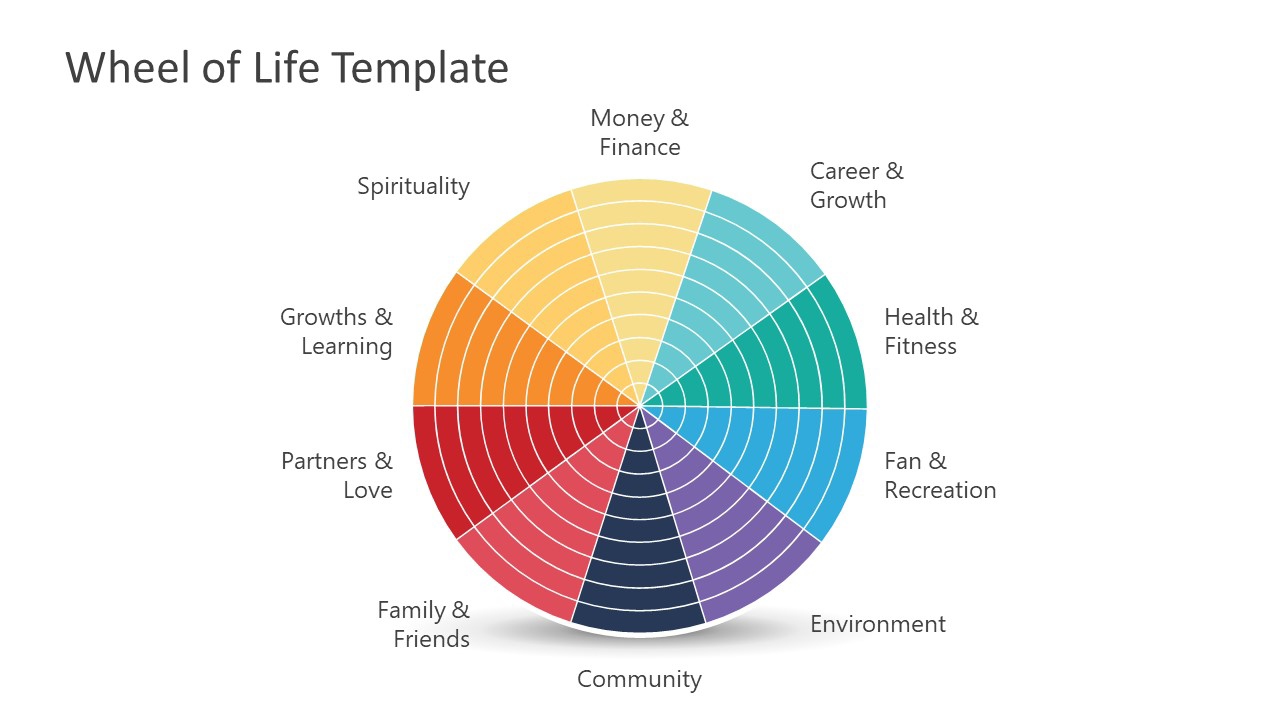 Wheel of Life Template
Money &
Finance
Career &
Growth
Spirituality
Growths &
Learning
Health &
Fitness
Partners &
Love
Fan &
Recreation
Family &
Friends
Environment
Community